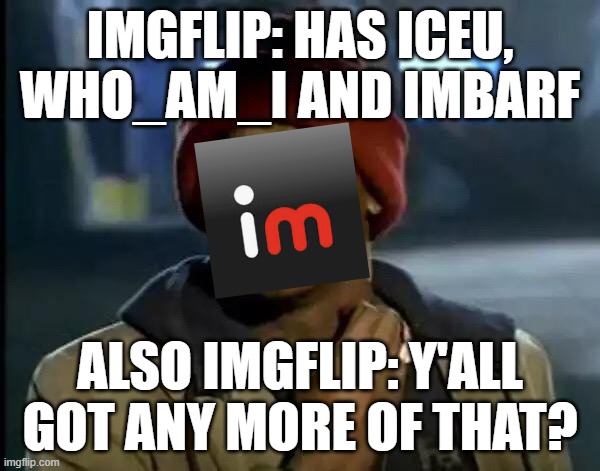 IMGFLIP: HAS ICEU,
WHO_AM_I AND IMBARF
im
ALSO IMGFLIP: Y'ALL
GOT ANY MORE OF THAT?
imgflip.com